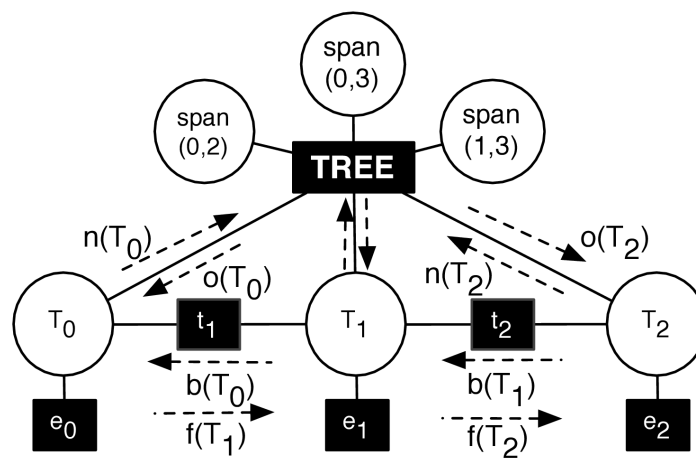 span
(0,3)
span
(0,2)
span
(1,3)
TREE
n(T0)
o(T2)
o(T0)
n(T2)
T0
t1
T1
t2
T2
b(T0)
b(T1)
e0
f(T1)
e1
f(T2)
e2